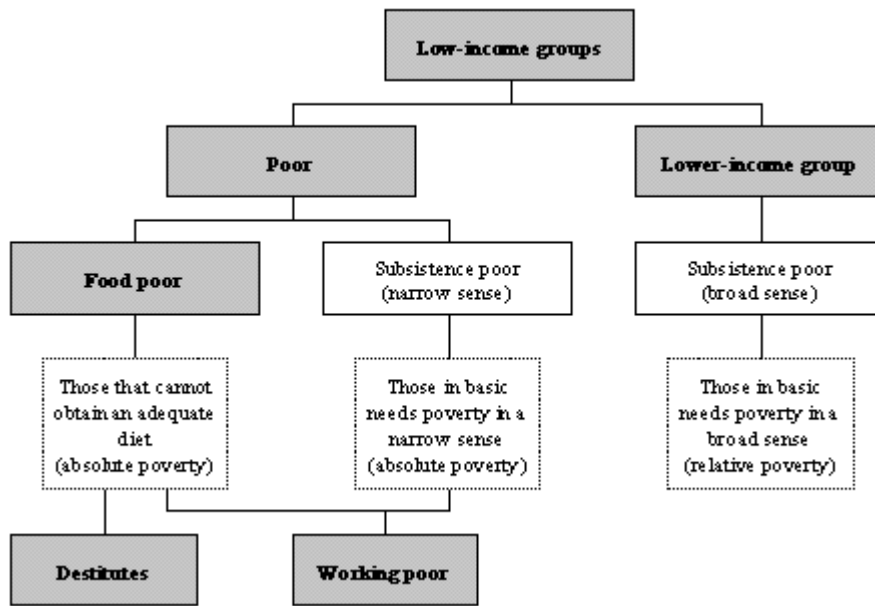 Low-income groups
Poor
Lower-income group
Food poor
Subsistence poor
(narrow sense)
Subsistence poor
(broad sense)
Those that cannot
obtain an adequate
diet
(absolute poverty)
Those in basic
needs poverty in a
narrow sense
(absolute poverty)
Those in basic
needs poverty in a
broad sense
(relative poverty)
Destitutes
Working poor